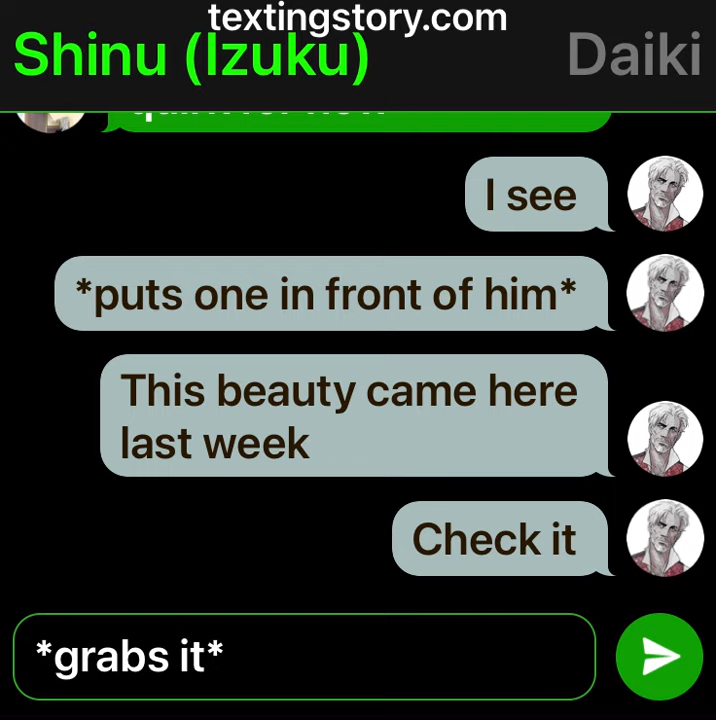 textingstory.com
Shinu (Izuku)
Daiki
I see
*puts one in front of him*
This beauty came here
last week
Check it
*grabs it*